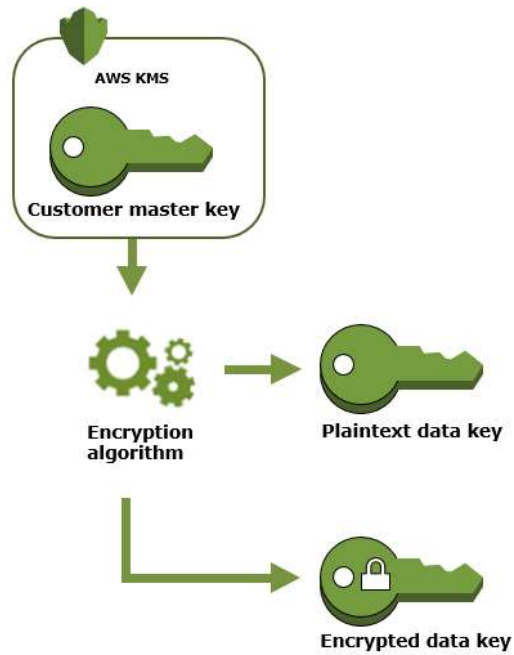 AWS KMS
Customer master key
Encryption
algorithm
Plaintext data key
Encrypted data key